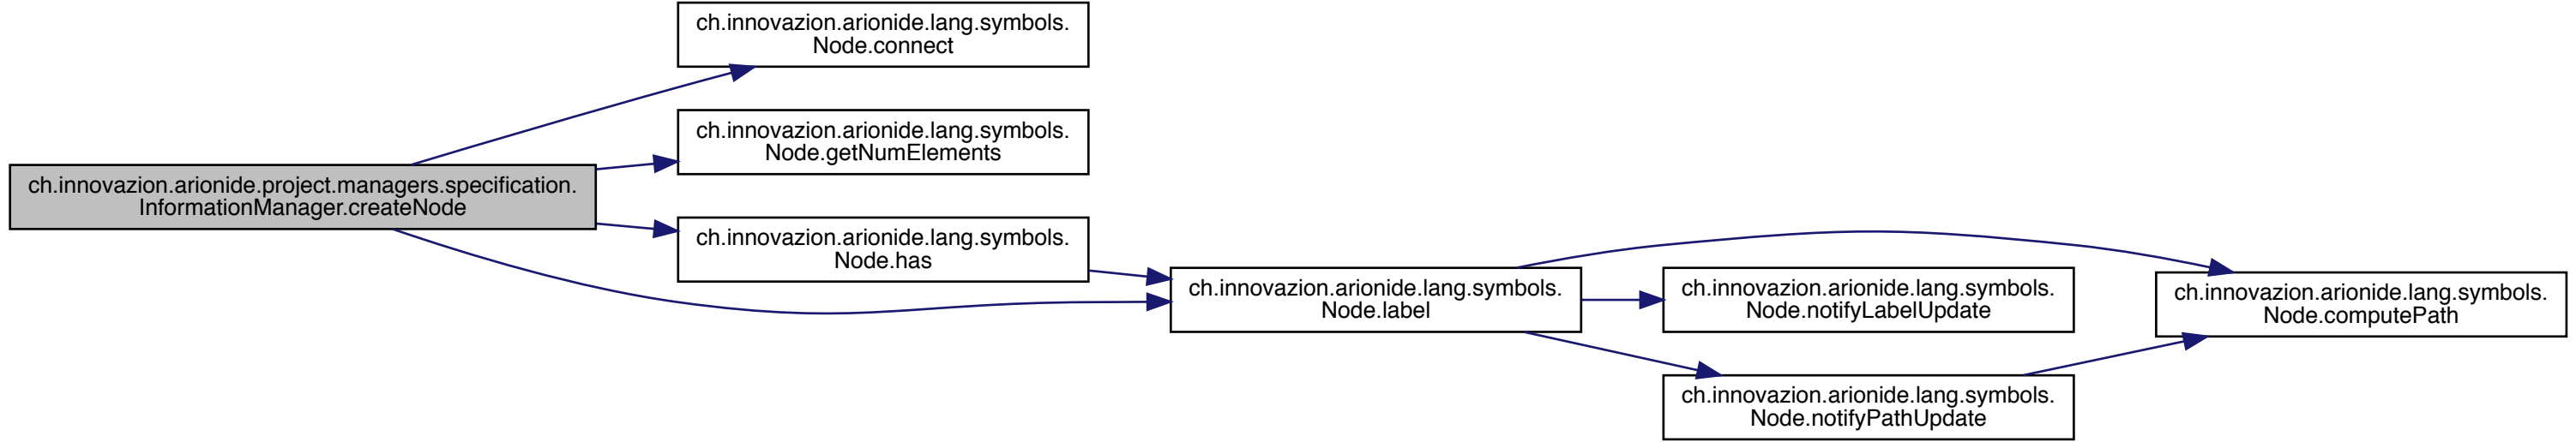 ch.innovazion.arionide.project.managers.specification.
InformationManager.createNode
ch.innovazion.arionide.lang.symbols.
Node.connect
ch.innovazion.arionide.lang.symbols.
Node.getNumElements
ch.innovazion.arionide.lang.symbols.
Node.has
ch.innovazion.arionide.lang.symbols.
Node.label
ch.innovazion.arionide.lang.symbols.
Node.notifyLabelUpdate
ch.innovazion.arionide.lang.symbols.
Node.notifyPathUpdate
ch.innovazion.arionide.lang.symbols.
Node.computePath